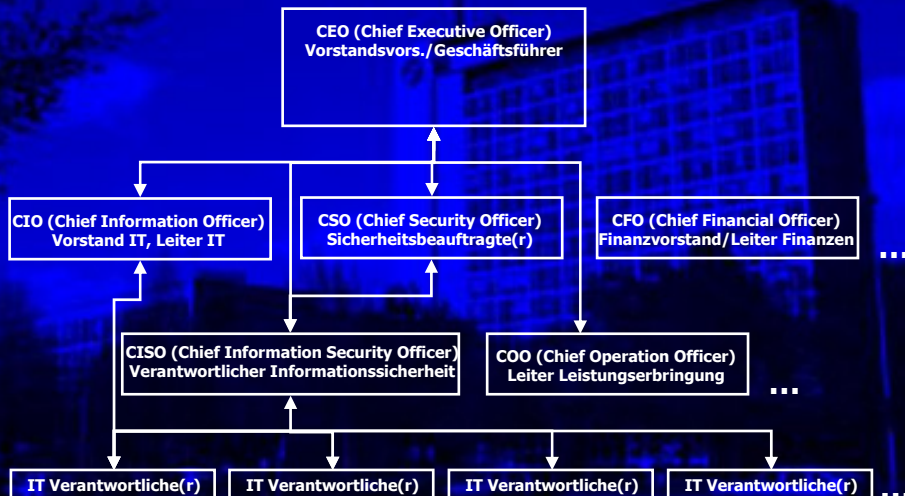 CEO (Chief Executive Officer)
Vorstandsvors./Geschäftsführer
CIO (Chief Information Officer)
Vorstand IT, Leiter IT
CSO (Chief Security Officer)
Sicherheitsbeauftragte(r)
CFO (Chief Financial Officer)
Finanzvorstand/Leiter Finanzen
...
CISO (Chief Information Security Officer)
Verantwortlicher Informationssicherheit
COO (Chief Operation Officer)
Leiter Leistungserbringung
...
IT Verantwortliche(r)
IT Verantwortliche(r)
IT Verantwortliche(r)
IT Verantwortliche(r)
...